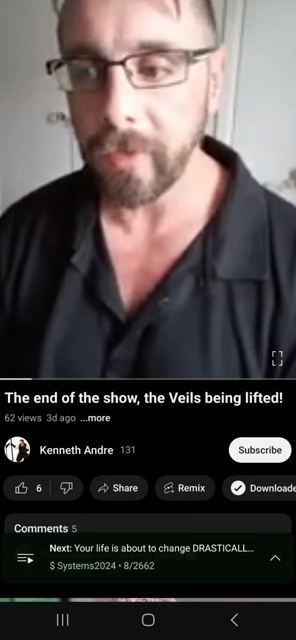 The end of the show, the Veils being lifted!
62 views 3d ago ...more
Kenneth Andre 131
Subscribe
6
Share
Remix
Downloade
Comments 5
Next: Your life is about to change DRASTICALL...
$ Systems2024 • 8/2662